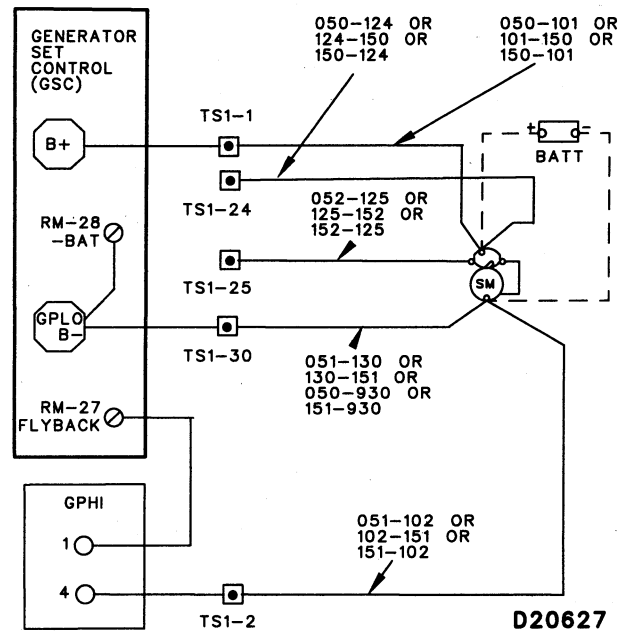 050-124 OR
124-150 OR
150-124
050-101 OR
101-150 OR
150-101
GENERATOR
SET
CONTROL
(GSC)
TS1-1
B+
+
-
BATT
TS1-24
052-125 OR
125-152 OR
152-125
RM-28
-BAT
TS1-25
SM
GPLO
B-
TS1-30
051-130 OR
130-151 OR
050-930 OR
151-930
RM-27
FLYBACK
GPHI
1
051-102 OR
102-151 OR
151-102
4
TS1-2
D20627